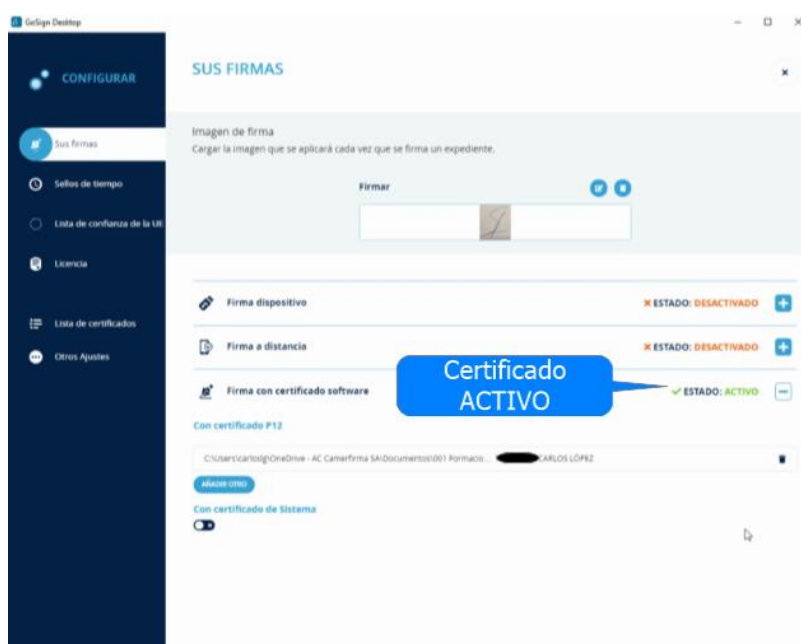 GoSign Desktop
CONFIGURAR
SUS FIRMAS
Imagen de firma
Cargar la imagen que se aplicará cada vez que se firma un expediente.
Sus firmas
Firmar
Sellos de tiempo
Lista de confianza de la UE
Licencia
Firma dispositivo
ESTADO: DESACTIVADO
Lista de certificados
Firma a distancia
ESTADO: DESACTIVADO
Otros Ajustes
Certificado
ACTIVO
Firma con certificado software
ESTADO: ACTIVO
Con certificado P12
C:\Users\carloslg\OneDrive - AC Camerfirma SA\Documentos\001 Formacio... CARLOS LÓPEZ
AÑADIR OTRO
Con certificado de Sistema